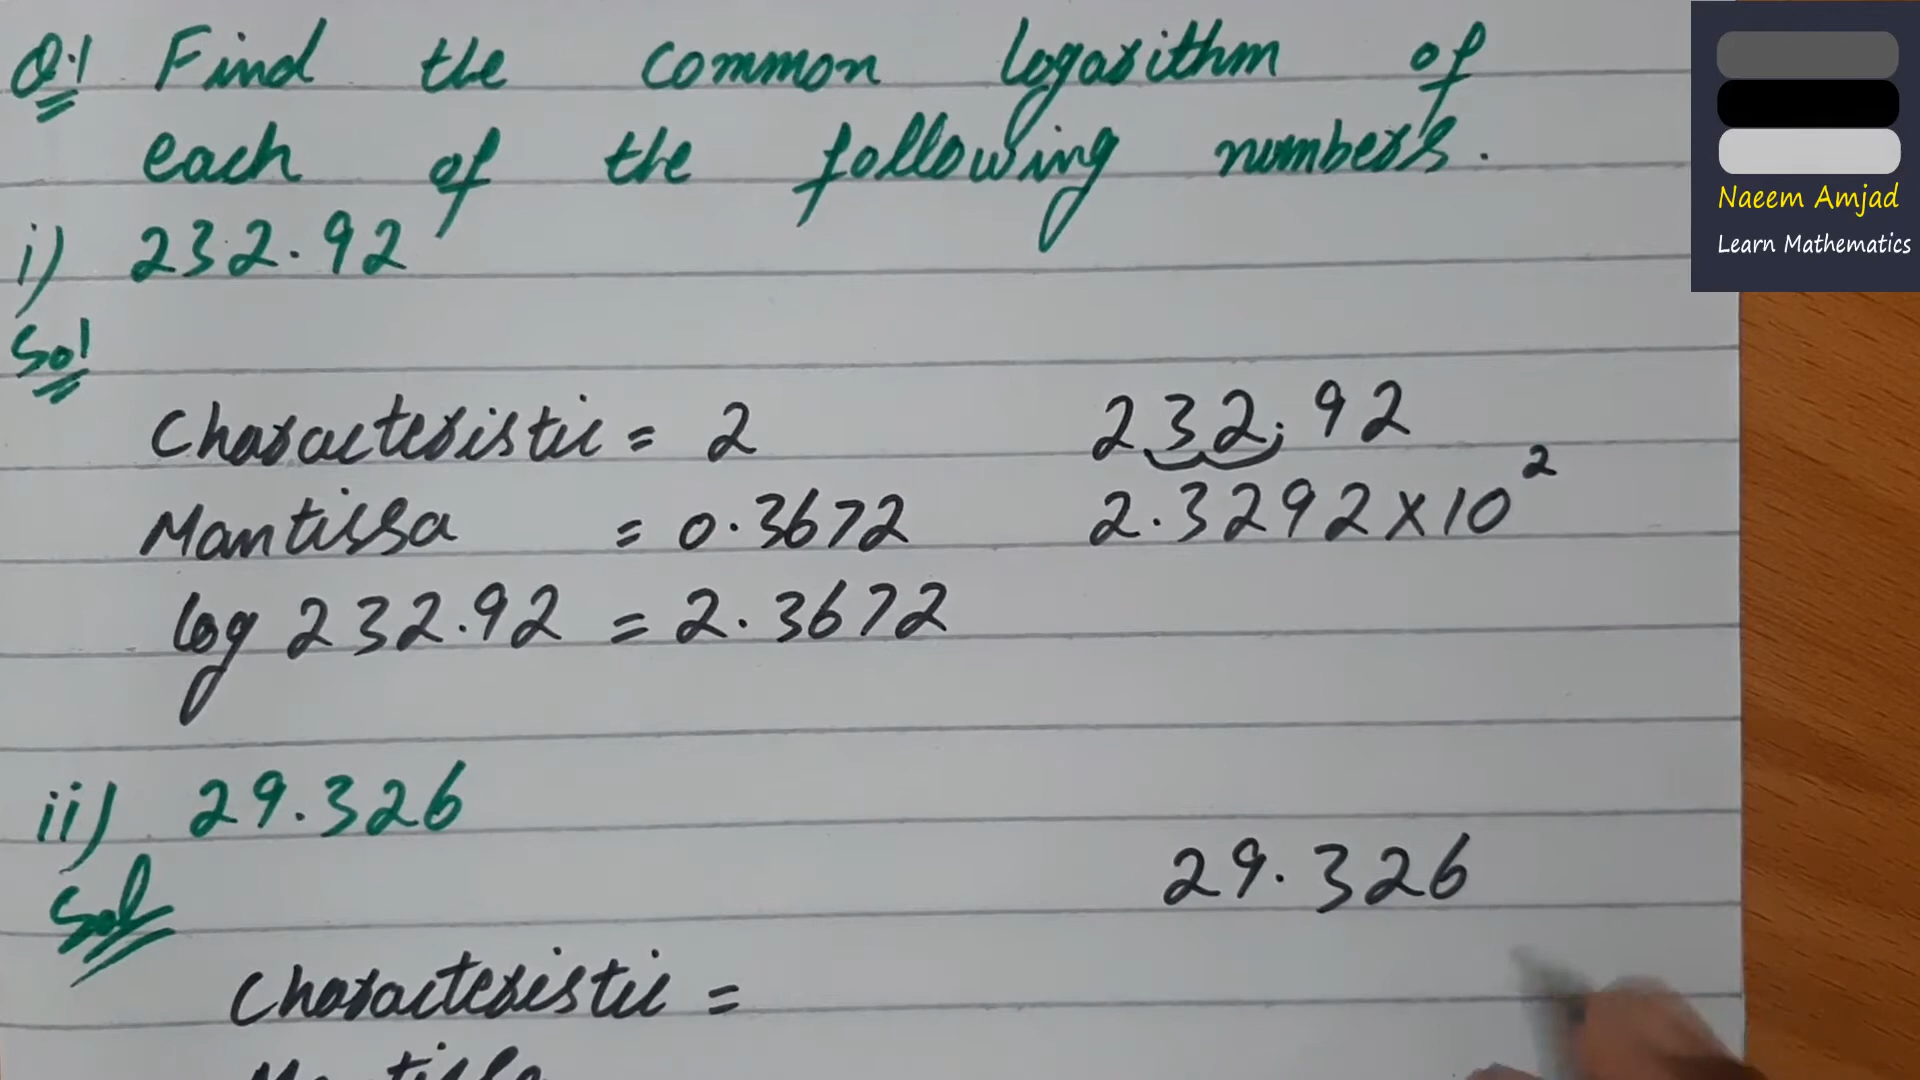 Q.1 Find the common logarithm of
each of the following numbers.
i) 232.92
Sol
Characteristic = 2
232.92
Mantissa = 0.3672
2.3292×10²
log 232.92 = 2.3672
ii) 29.326
Sol
29.326
Characteristic =
Mantissa
Naeem Amjad
Learn Mathematics